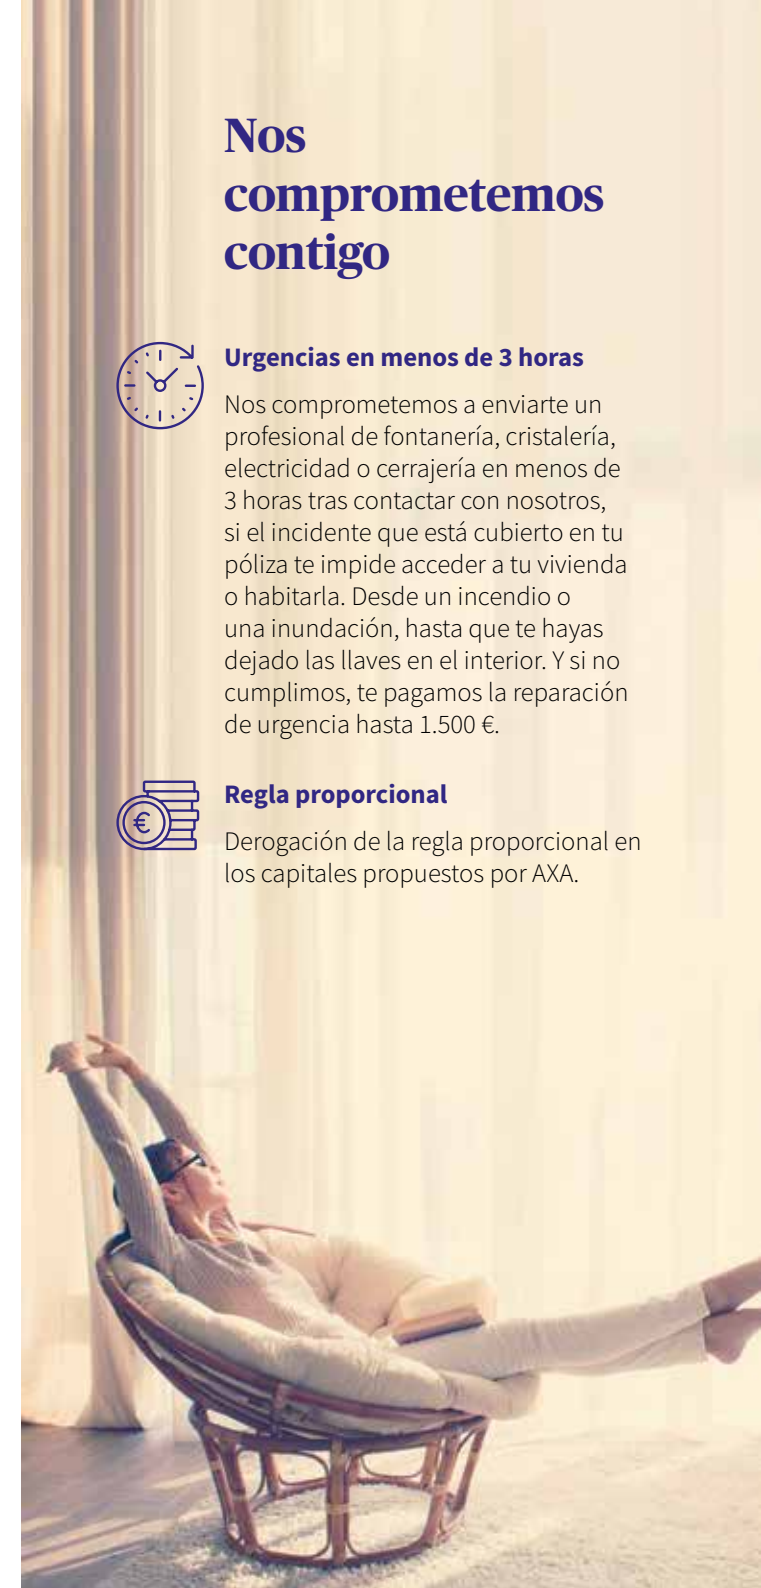 Nos
comprometemos
contigo
Urgencias en menos de 3 horas
Nos comprometemos a enviarte un
profesional de fontanería, cristalería,
electricidad o cerrajería en menos de
3 horas tras contactar con nosotros,
si el incidente que está cubierto en tu
póliza te impide acceder a tu vivienda
o habitarla. Desde un incendio o
una inundación, hasta que te hayas
dejado las llaves en el interior. Y si no
cumplimos, te pagamos la reparación
de urgencia hasta 1.500 €.
€
Regla proporcional
Derogación de la regla proporcional en
los capitales propuestos por AXA.